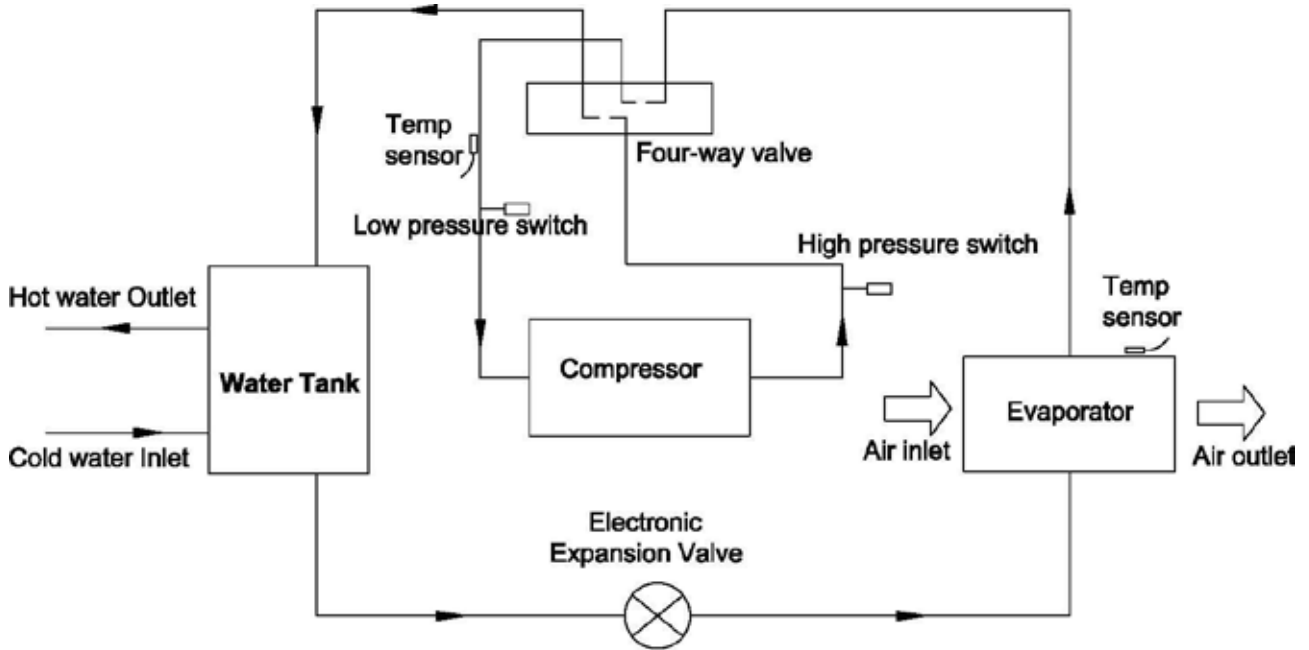 Temp
sensor
Four-way valve
Low pressure switch
High pressure switch
Hot water Outlet
Temp
sensor
Water Tank
Compressor
Evaporator
Cold water Inlet
Air inlet
Air outlet
Electronic
Expansion Valve